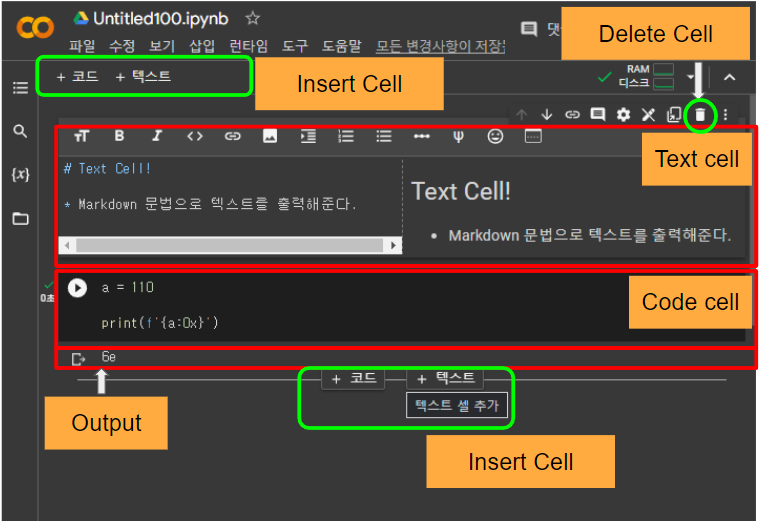 Untitled100.ipynb
파일 수정 보기 삽입 런타임 도구 도움말 모든 변경사항이 저장됨
댓
Delete Cell
+ 코드 + 텍스트
Insert Cell
RAM
디스크
Text cell
# Text Cell!
* Markdown 문법으로 텍스트를 출력해준다.
Text Cell!
• Markdown 문법으로 텍스트를 출력해준다.
0초
a = 110
print(f'{a:0x}')
Code cell
6e
+ 코드 + 텍스트
텍스트 셀 추가
Output
Insert Cell